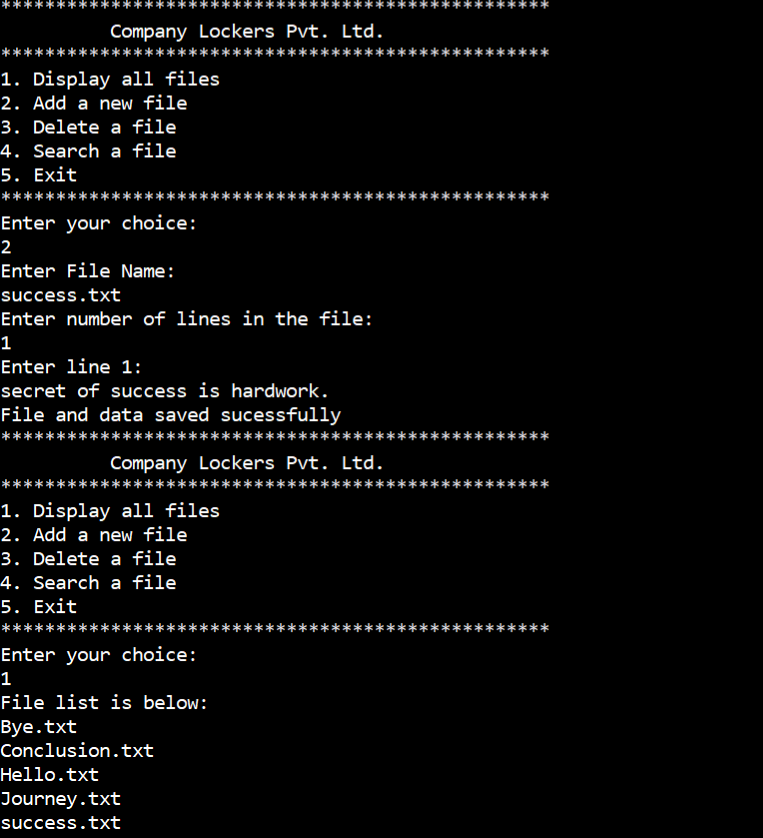 **************************************************
Company Lockers Pvt. Ltd.
**************************************************
1. Display all files
2. Add a new file
3. Delete a file
4. Search a file
5. Exit
**************************************************
Enter your choice:
2
Enter File Name:
success.txt
Enter number of lines in the file:
1
Enter line 1:
secret of success is hardwork.
File and data saved sucessfully
**************************************************
Company Lockers Pvt. Ltd.
**************************************************
1. Display all files
2. Add a new file
3. Delete a file
4. Search a file
5. Exit
**************************************************
Enter your choice:
1
File list is below:
Bye.txt
Conclusion.txt
Hello.txt
Journey.txt
success.txt